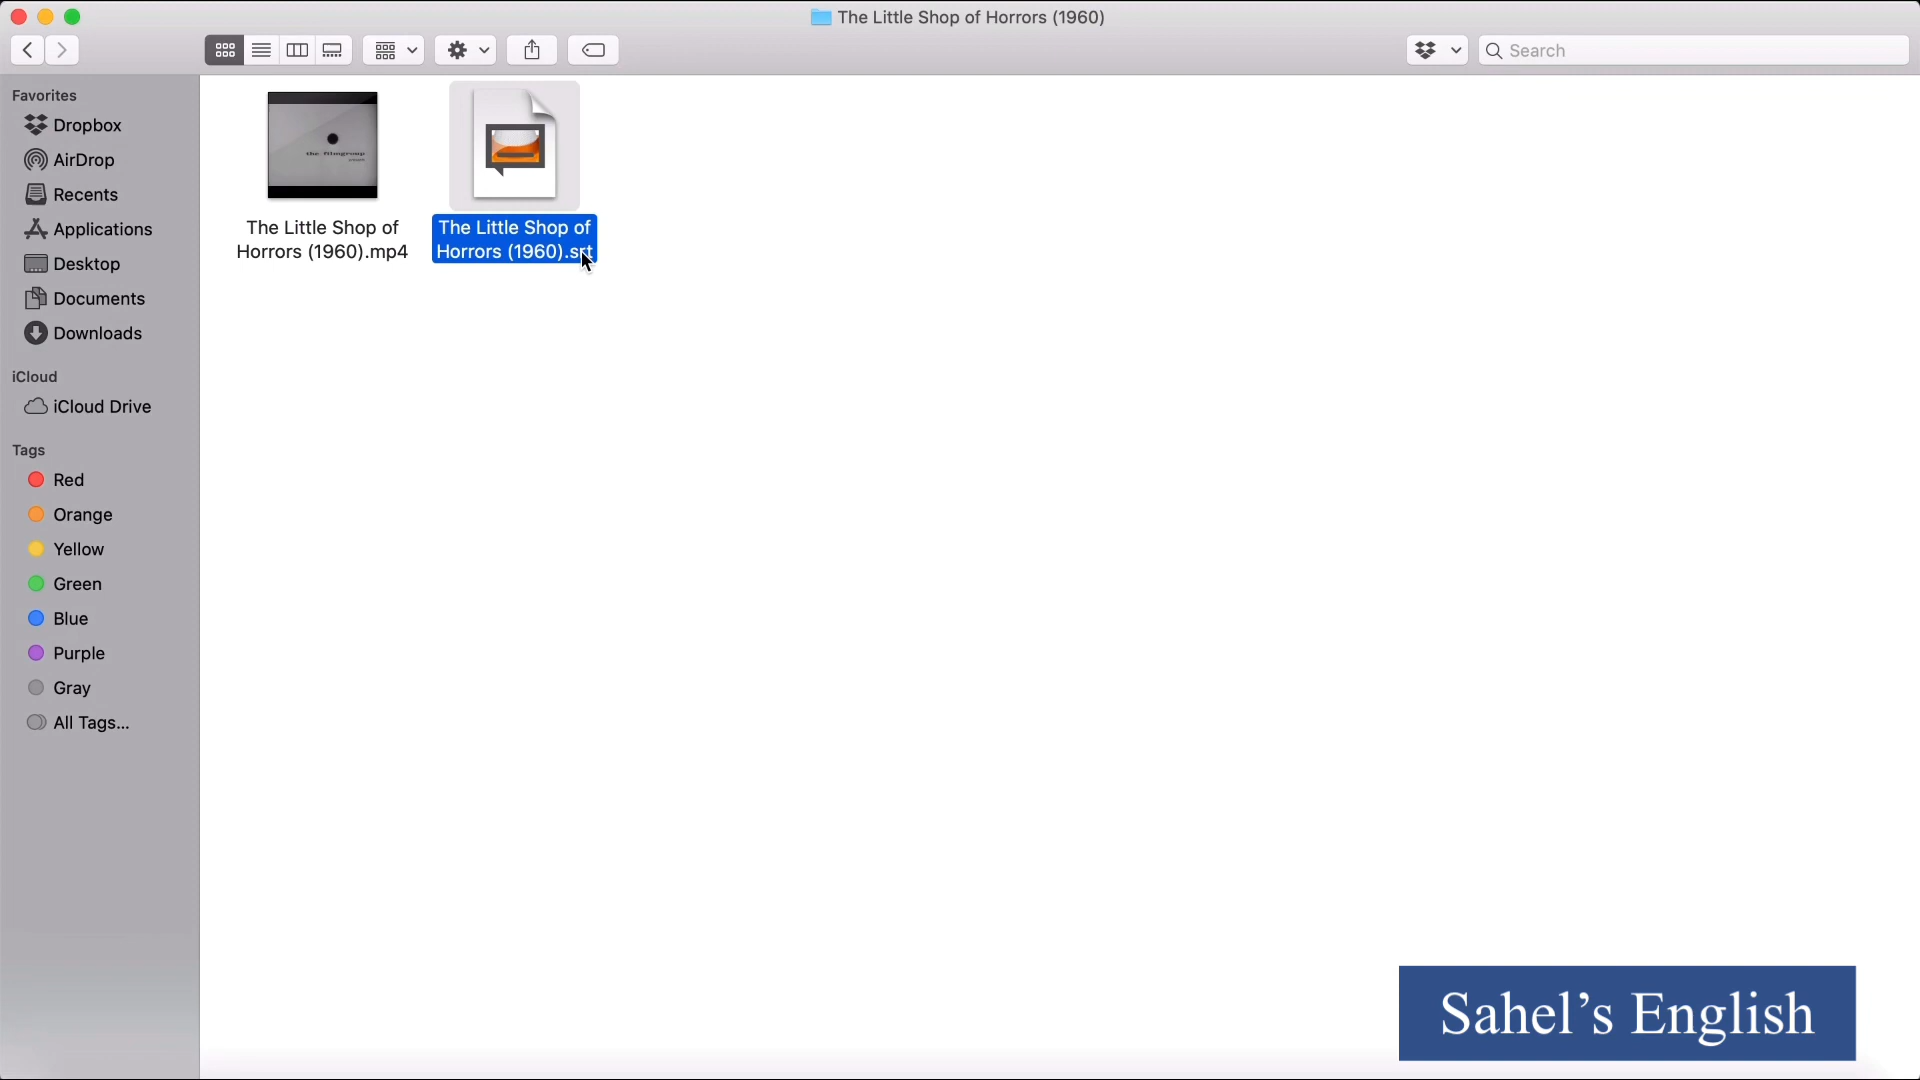 The Little Shop of Horrors (1960)
Search
Favorites
Dropbox
AirDrop
Recents
Applications
Desktop
Documents
Downloads
iCloud
iCloud Drive
Tags
Red
Orange
Yellow
Green
Blue
Purple
Gray
All Tags...
the filmgroup
The Little Shop of
Horrors (1960).mp4
The Little Shop of
Horrors (1960).srt
Sahel's English